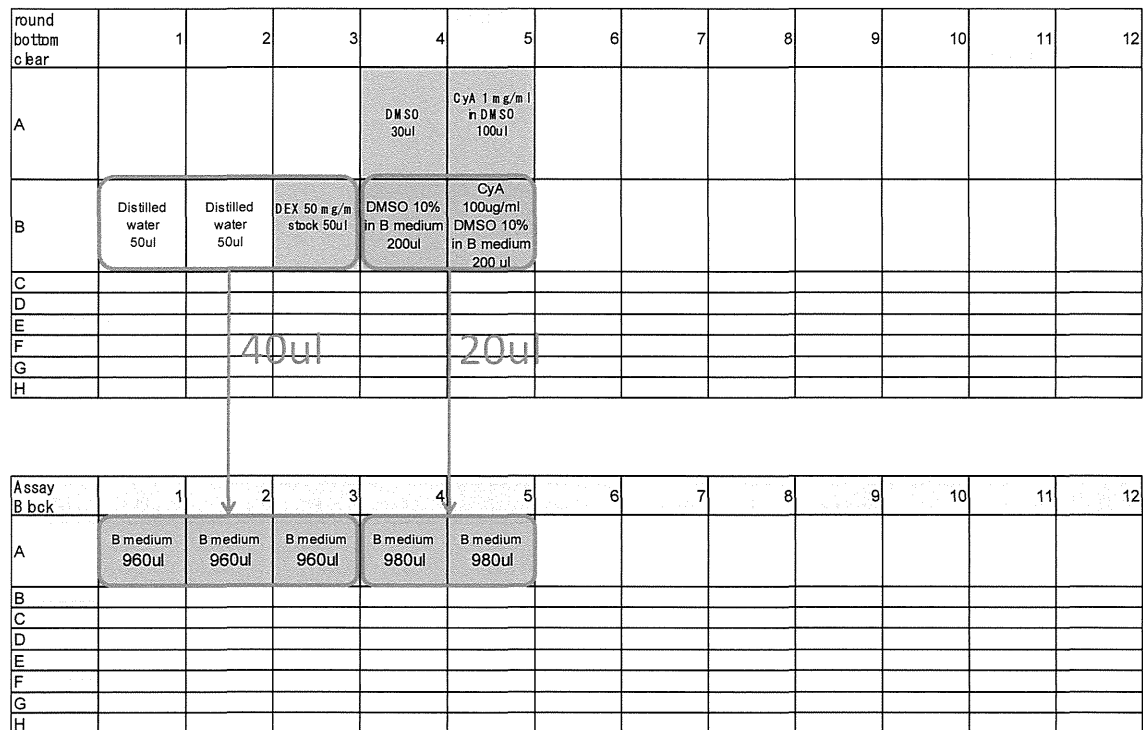 round
bottom
clear 1 2 3 4 5 6 7 8 9 10 11 12
A
DMSO
30ul
CyA 1 mg/ml
in DMSO
100ul
B
Distilled
water
50ul
Distilled
water
50ul
DEX 50 mg/m
stock 50ul
DMSO 10%
in B medium
200ul
CyA
100ug/ml
DMSO 10%
in B medium
200 ul
C
D
E
F
G
H
40ul
20ul
Assay
Block 1 2 3 4 5 6 7 8 9 10 11 12
A
B medium
960ul
B medium
960ul
B medium
960ul
B medium
980ul
B medium
980ul
B
C
D
E
F
G
H